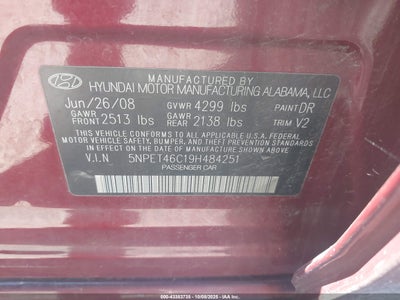 MANUFACTURED BY
HYUNDAI MOTOR MANUFACTURING ALABAMA, LLC
Jun/26/08 GVWR 4299 lbs PAINT DR
GAWR FRONT 2513 lbs GAWR REAR 2138 lbs TRIM V2
THIS VEHICLE CONFORMS TO ALL APPLICABLE U.S.A. FEDERAL
MOTOR VEHICLE SAFETY, BUMPER, AND THEFT PREVENTION STANDARDS
IN EFFECT ON THE DATE OF MANUFACTURE SHOWN ABOVE.
V.I.N 5NPET46C19H484251
PASSENGER CAR